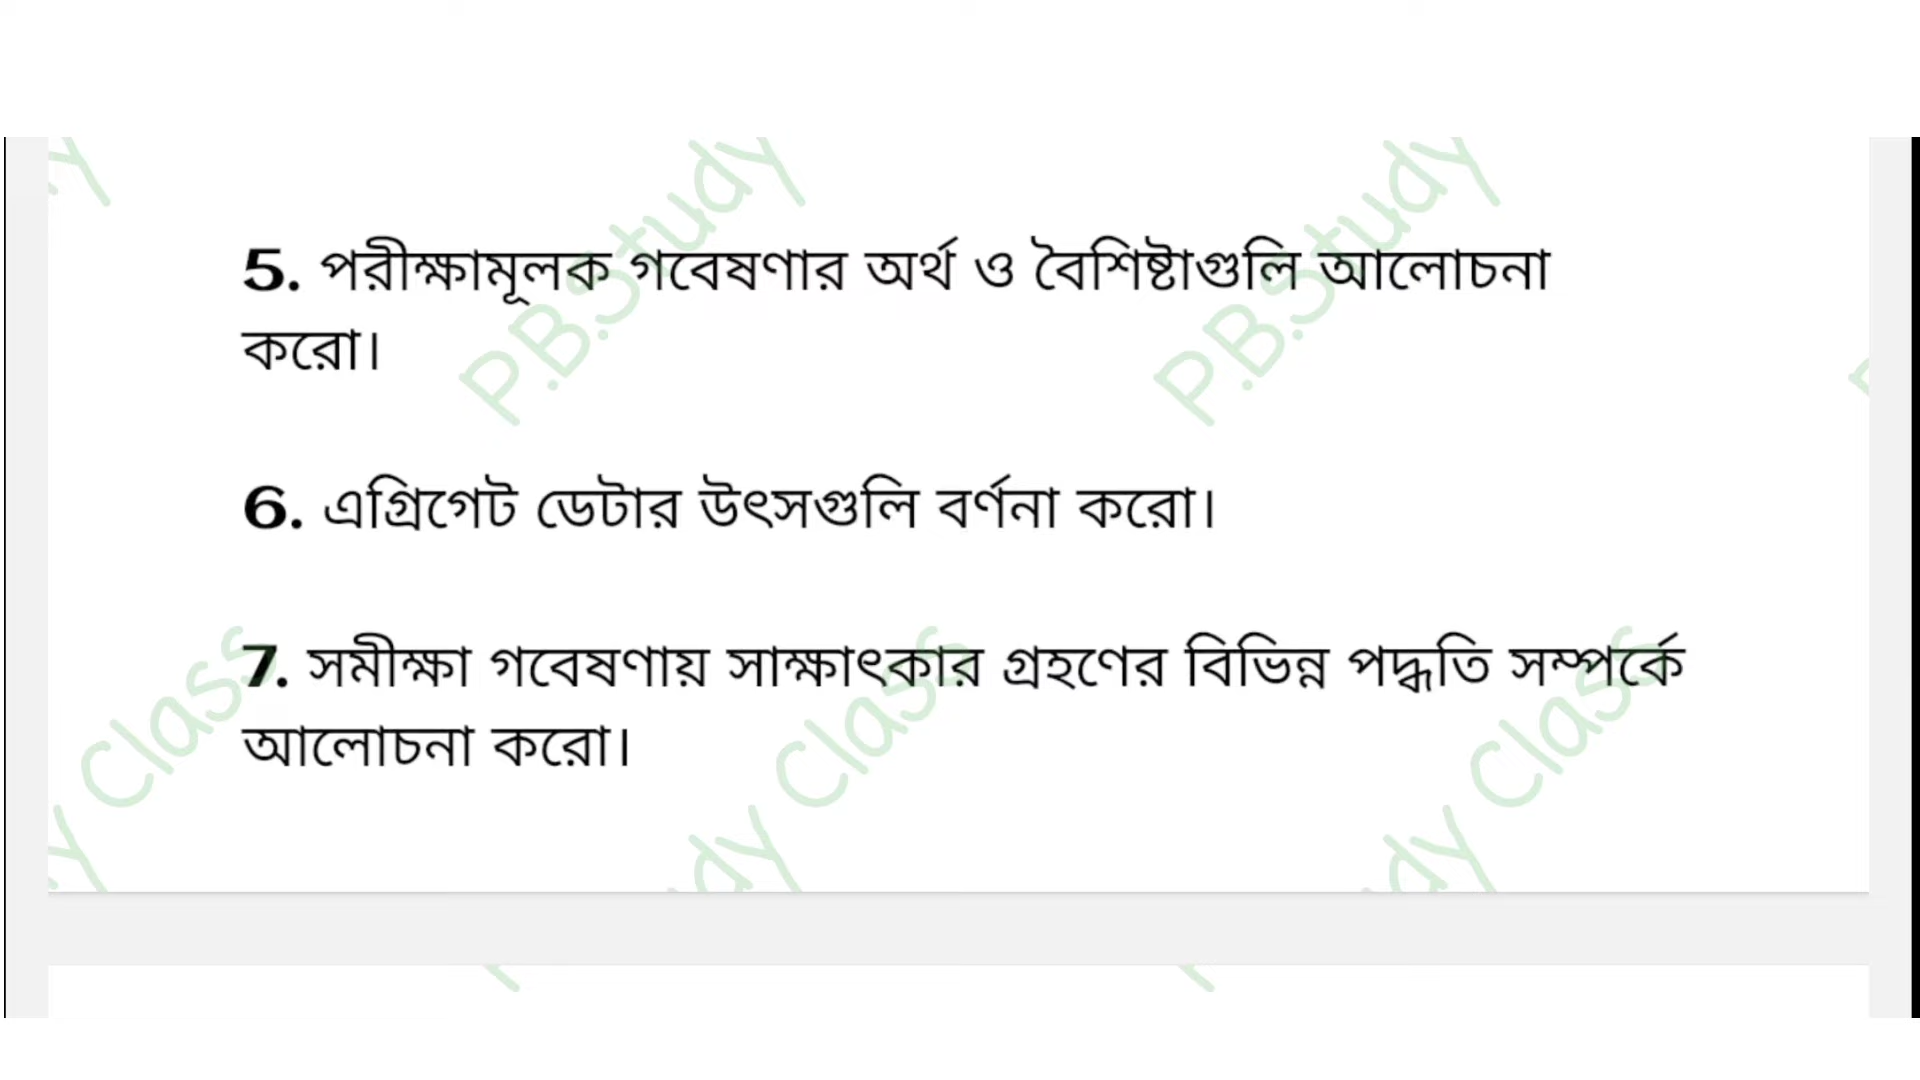 5. পরীক্ষামূলক গবেষণার অর্থ ও বৈশিষ্টাগুলি আলোচনা
করো।
6. এগ্রিগেট ডেটার উৎসগুলি বর্ণনা করো।
7. সমীক্ষা গবেষণায় সাক্ষাৎকার গ্রহণের বিভিন্ন পদ্ধতি সম্পর্কে
আলোচনা করো।
P.B.Study
P.B.Study
Class
Class
Class